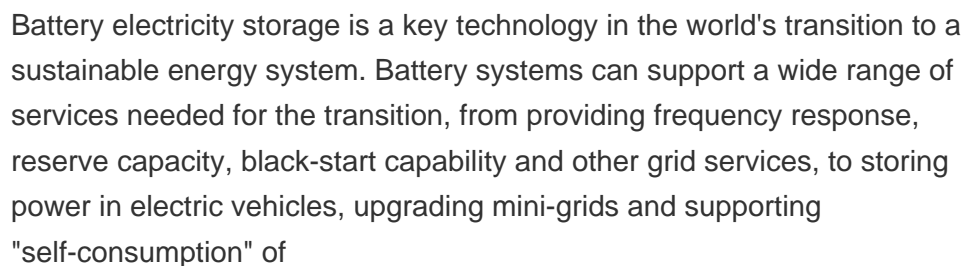 Battery electricity storage is a key technology in the world's transition to a
sustainable energy system. Battery systems can support a wide range of
services needed for the transition, from providing frequency response,
reserve capacity, black-start capability and other grid services, to storing
power in electric vehicles, upgrading mini-grids and supporting
"self-consumption" of